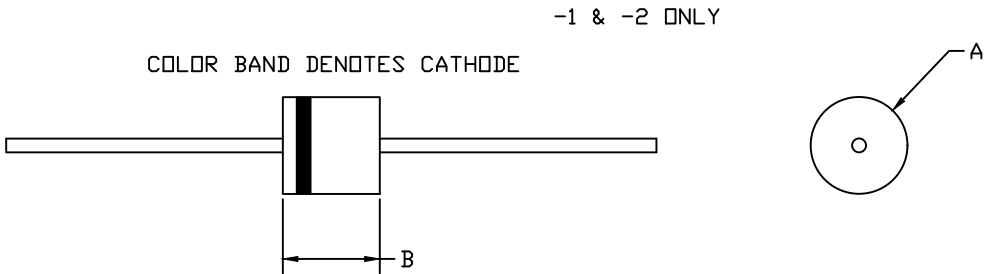 -1 & -2 ONLY
COLOR BAND DENOTES CATHODE
A
B